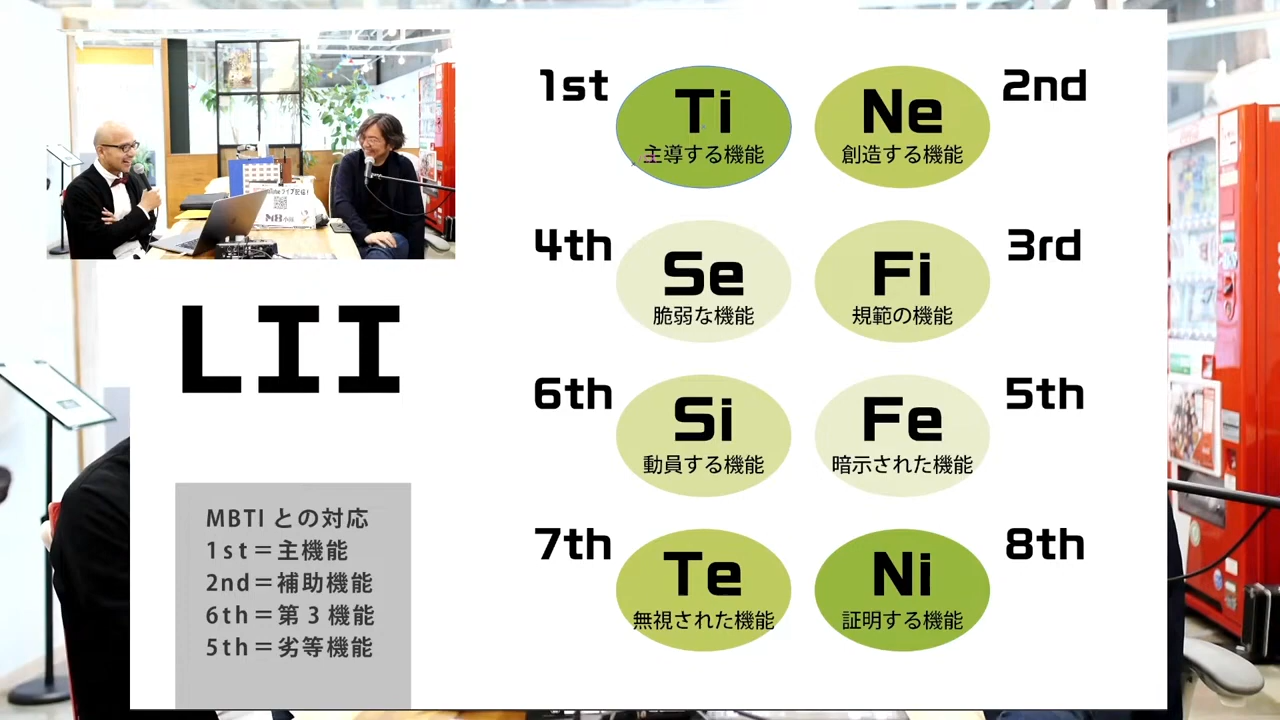 1st
Ti
主導する機能
Ne
創造する機能
2nd
4th
Se
脆弱な機能
Fi
規範の機能
3rd
LII
6th
Si
動員する機能
Fe
暗示された機能
5th
MBTIとの対応
1st=主機能
2nd=補助機能
6th=第3機能
5th=劣等機能
7th
Te
無視された機能
Ni
証明する機能
8th